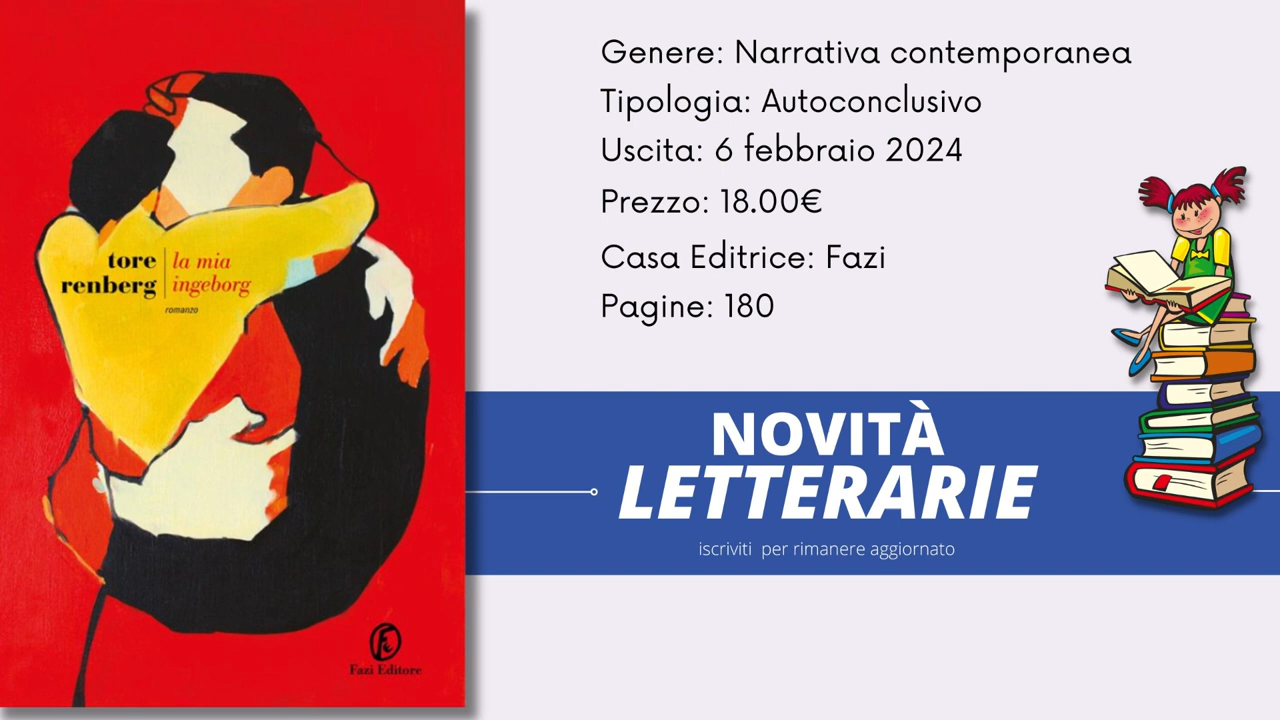 tore
renberg
la mia
ingeborg
romanzo
Fazi Editore
Genere: Narrativa contemporanea
Tipologia: Autoconclusivo
Uscita: 6 febbraio 2024
Prezzo: 18.00€
Casa Editrice: Fazi
Pagine: 180
NOVITÀ
LETTERARIE
iscriviti per rimanere aggiornato